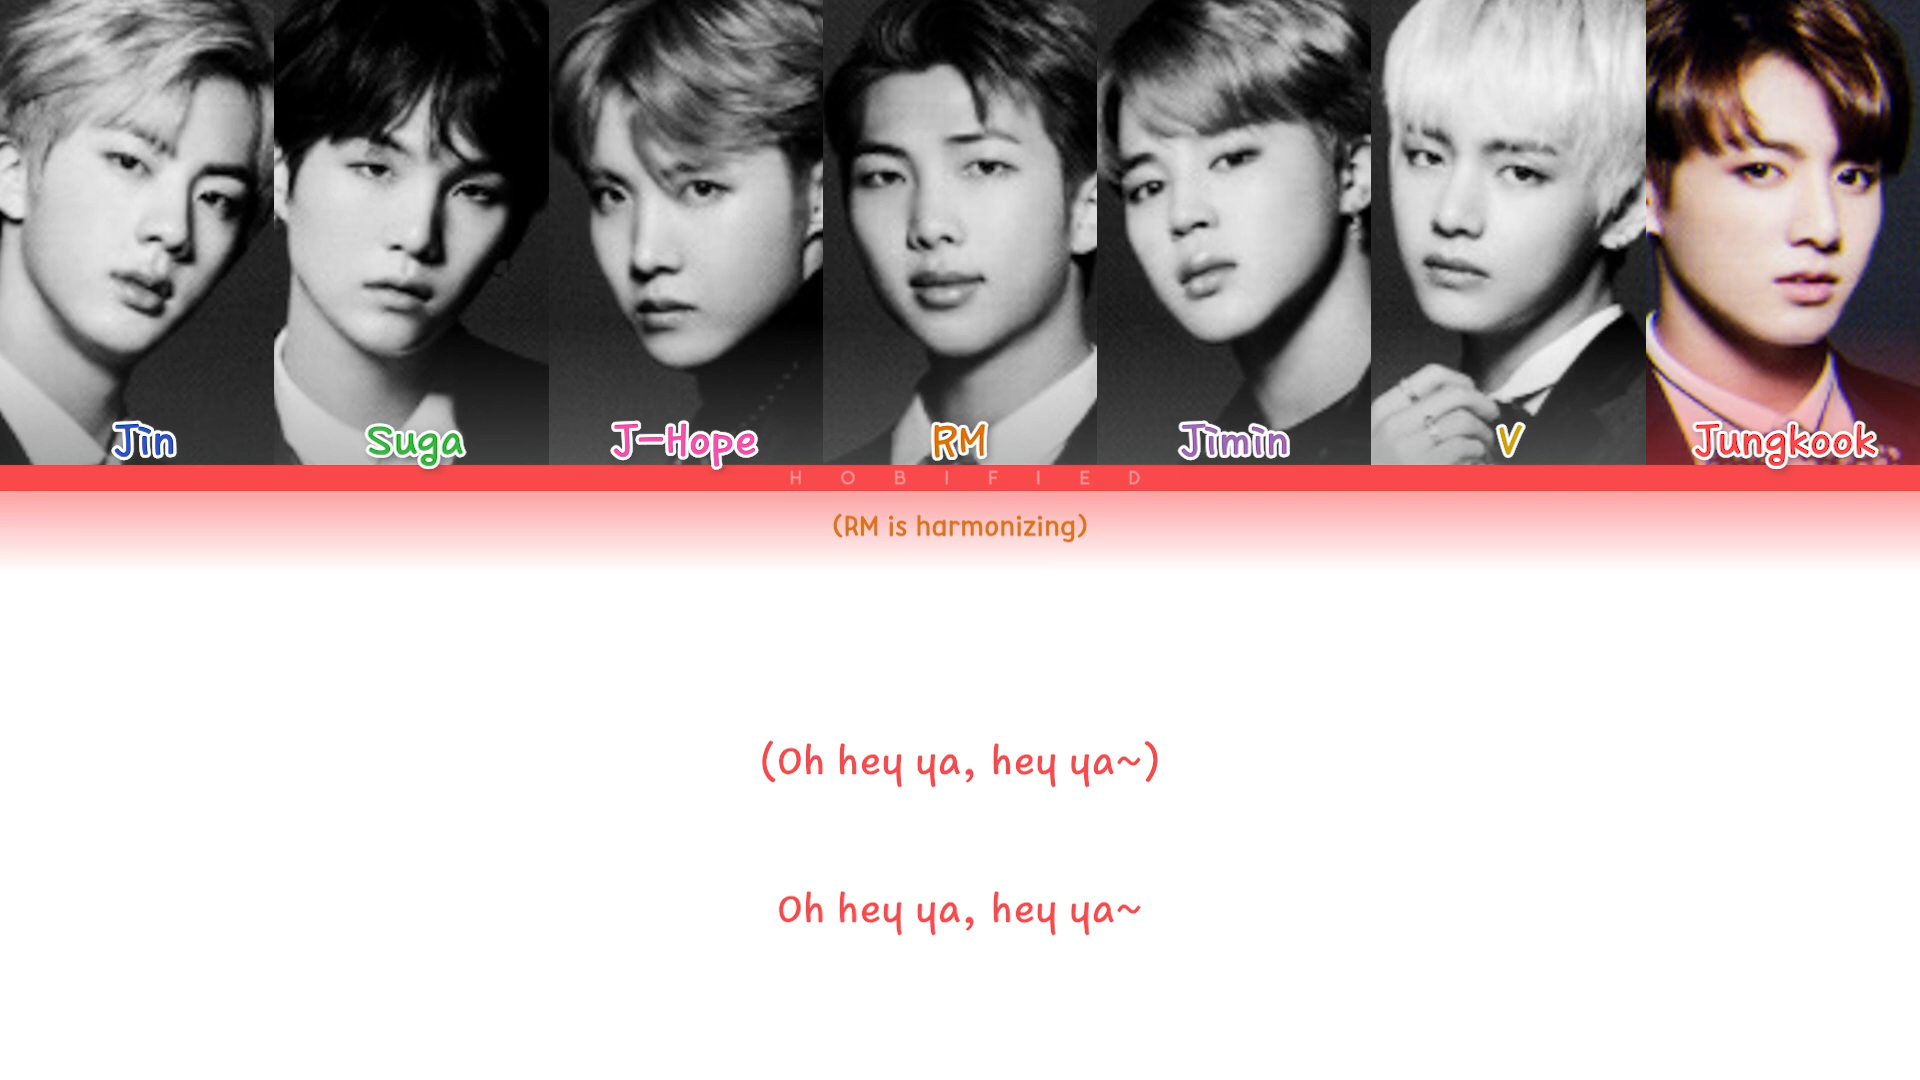 Jin Suga J-Hope RM Jimin V Jungkook
HOBIFIED
(RM is harmonizing)
(Oh hey ya, hey ya~)
Oh hey ya, hey ya~